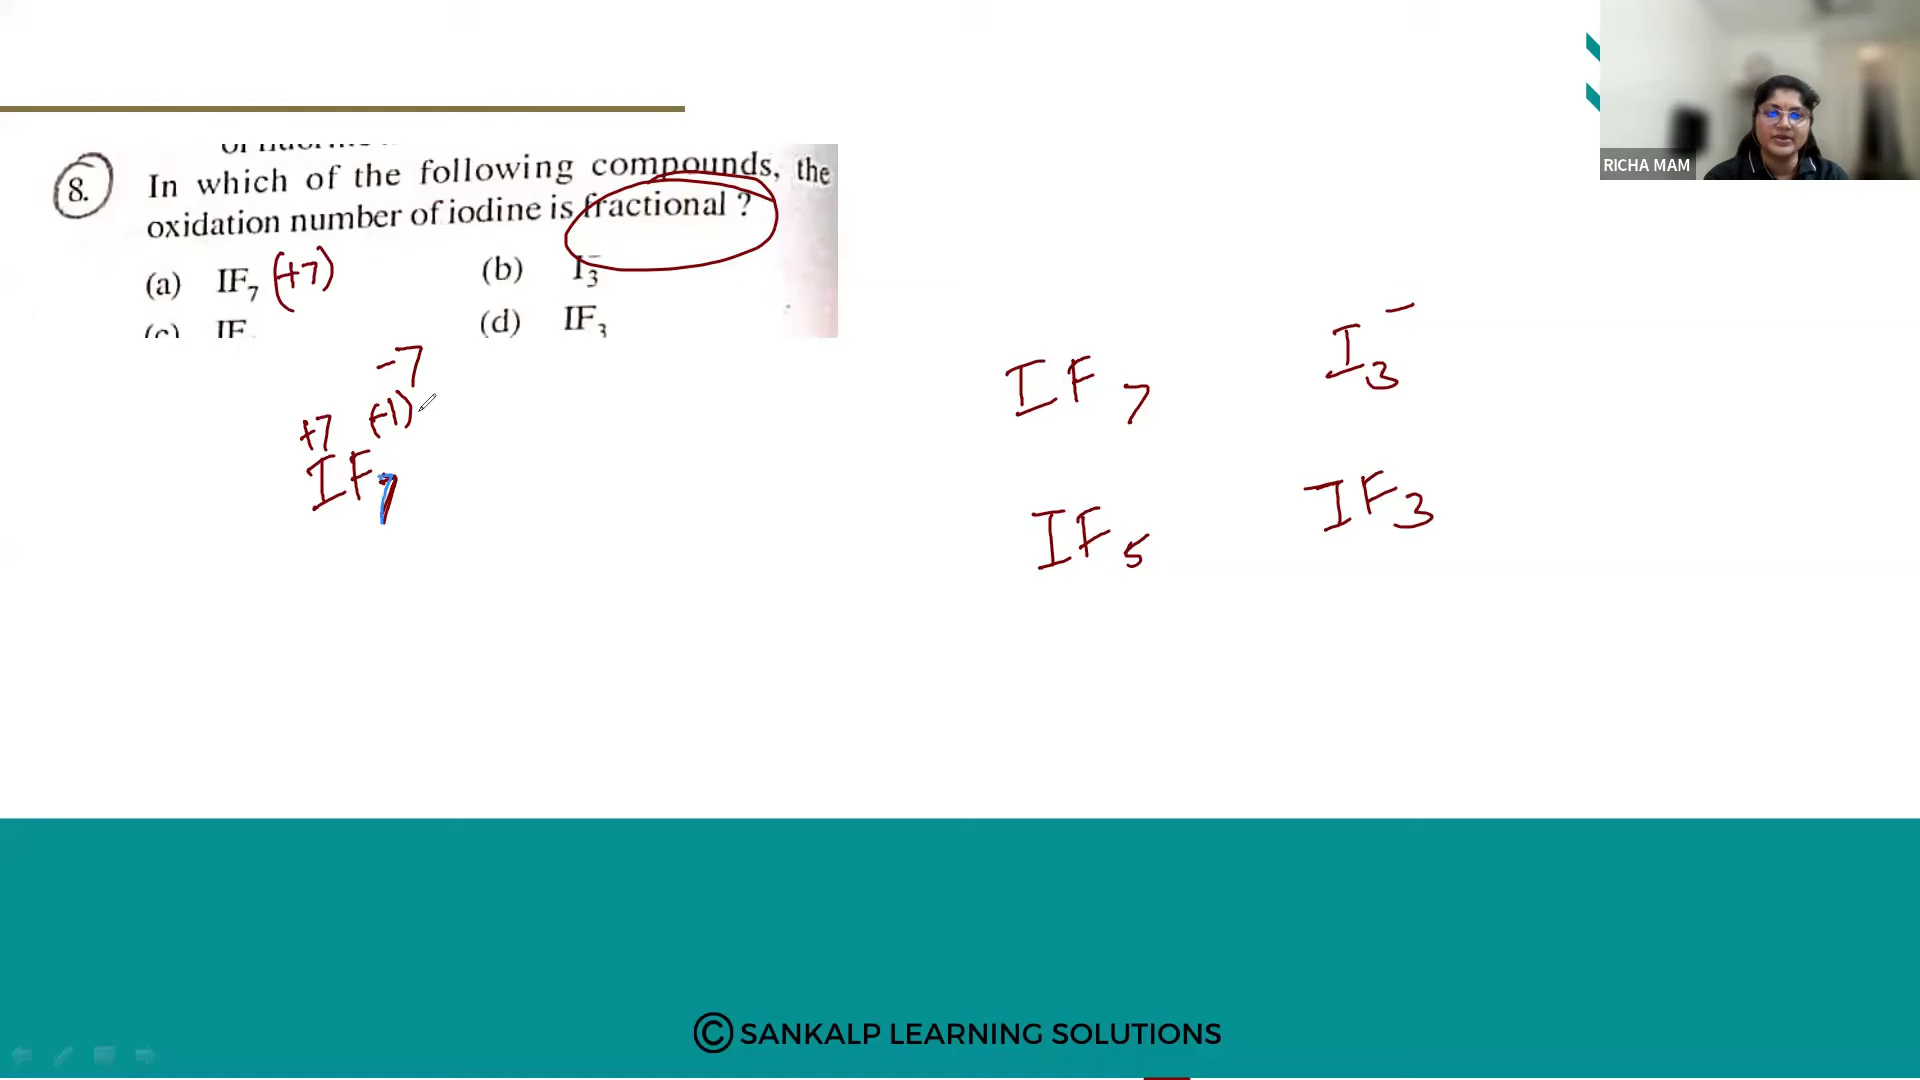 RICHA MAM
8. In which of the following compounds, the
oxidation number of iodine is fractional ?
(a) IF₇ (+7) (b) I₃⁻
(c) IF (d) IF₃
-7
+7 (-1)
IF₇
IF₇ I₃⁻
IF₅ IF₃
© SANKALP LEARNING SOLUTIONS